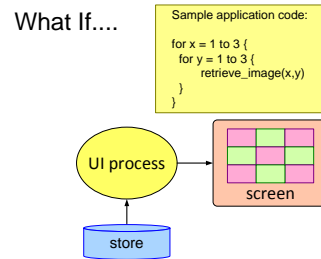 What If....
Sample application code:
for x = 1 to 3 {
for y = 1 to 3 {
retrieve_image(x,y)
}
}
UI process
screen
store